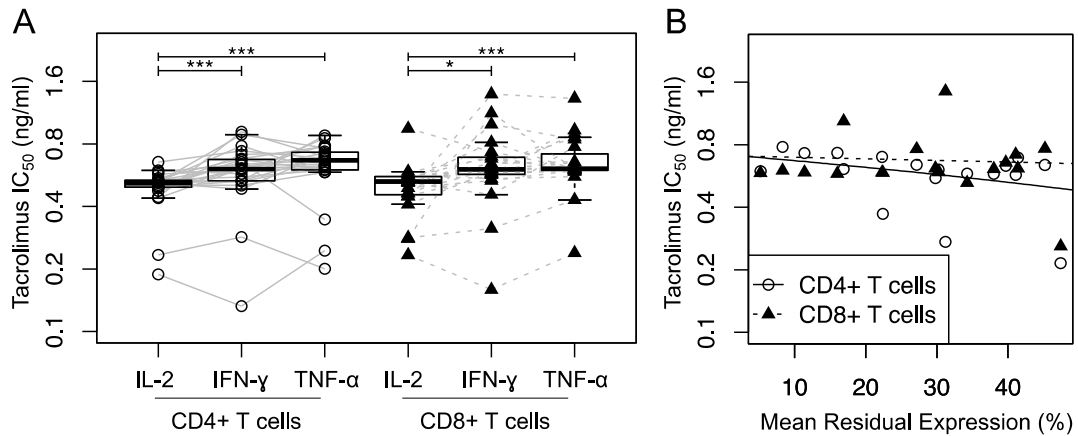 A
Tacrolimus IC50 (ng/ml)
1.6
0.8
0.4
0.2
0.1
***
***
***
*
IL-2
IFN-ɣ
TNF-α
IL-2
IFN-ɣ
TNF-α
CD4+ T cells
CD8+ T cells
B
Tacrolimus IC50 (ng/ml)
1.6
0.8
0.4
0.2
0.1
CD4+ T cells
CD8+ T cells
10
20
30
40
Mean Residual Expression (%)